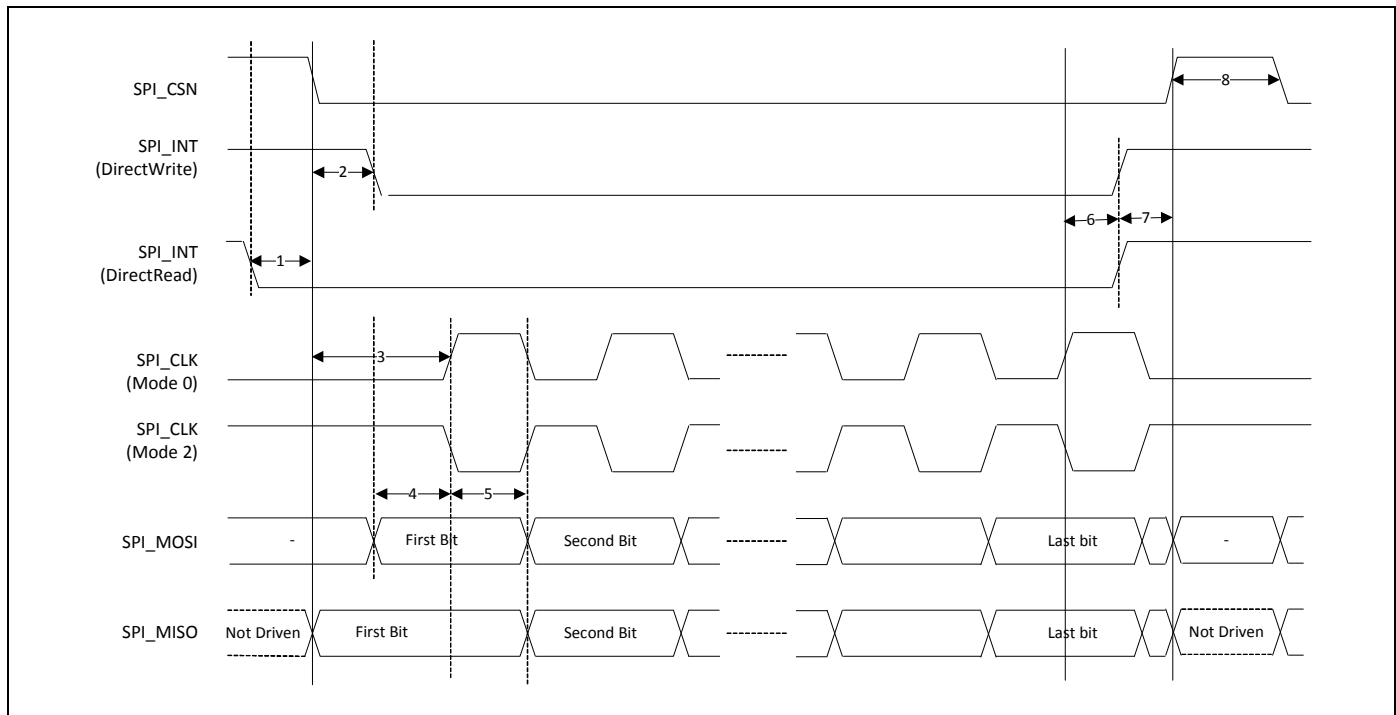 SPI_CSN
8
SPI_INT
(DirectWrite)
2
6
7
SPI_INT
(DirectRead)
1
SPI_CLK
(Mode 0)
3
SPI_CLK
(Mode 2)
4
5
SPI_MOSI
-
First Bit
Second Bit
Last bit
-
SPI_MISO
Not Driven
First Bit
Second Bit
Last bit
Not Driven